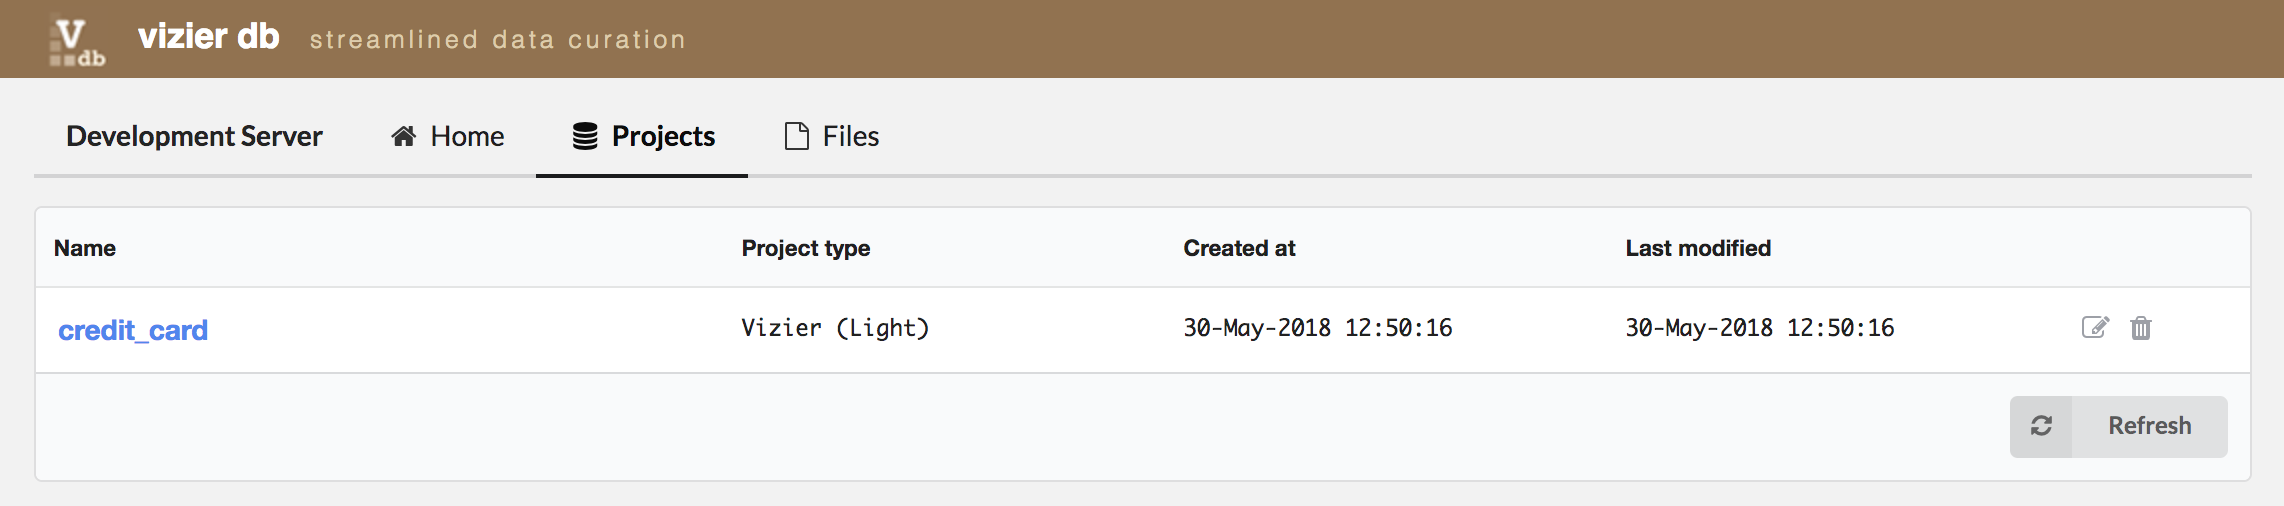 V db vizier db streamlined data curation
Development Server Home Projects Files
Name Project type Created at Last modified
credit_card Vizier (Light) 30-May-2018 12:50:16 30-May-2018 12:50:16
Refresh